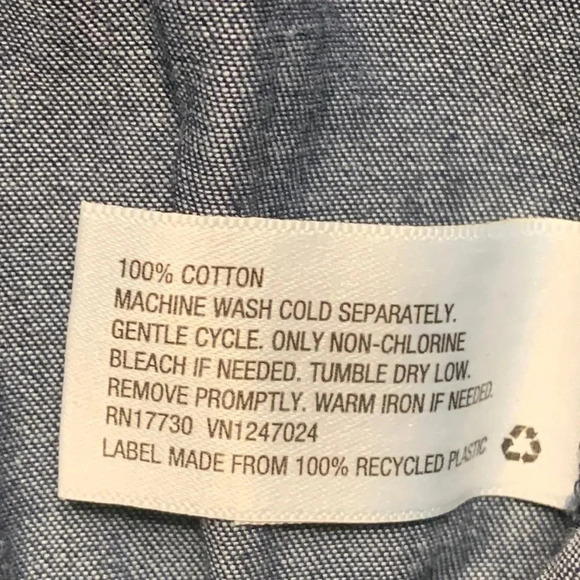 100% COTTON
MACHINE WASH COLD SEPARATELY.
GENTLE CYCLE. ONLY NON-CHLORINE
BLEACH IF NEEDED. TUMBLE DRY LOW.
REMOVE PROMPTLY. WARM IRON IF NEEDED.
RN17730 VN1247024
LABEL MADE FROM 100% RECYCLED PLASTIC